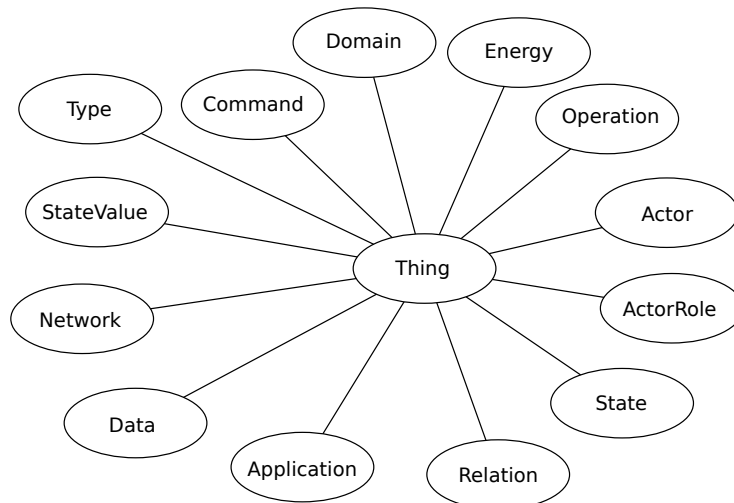 Domain
Energy
Command
Type
Operation
StateValue
Actor
Thing
Network
ActorRole
Data
State
Application
Relation